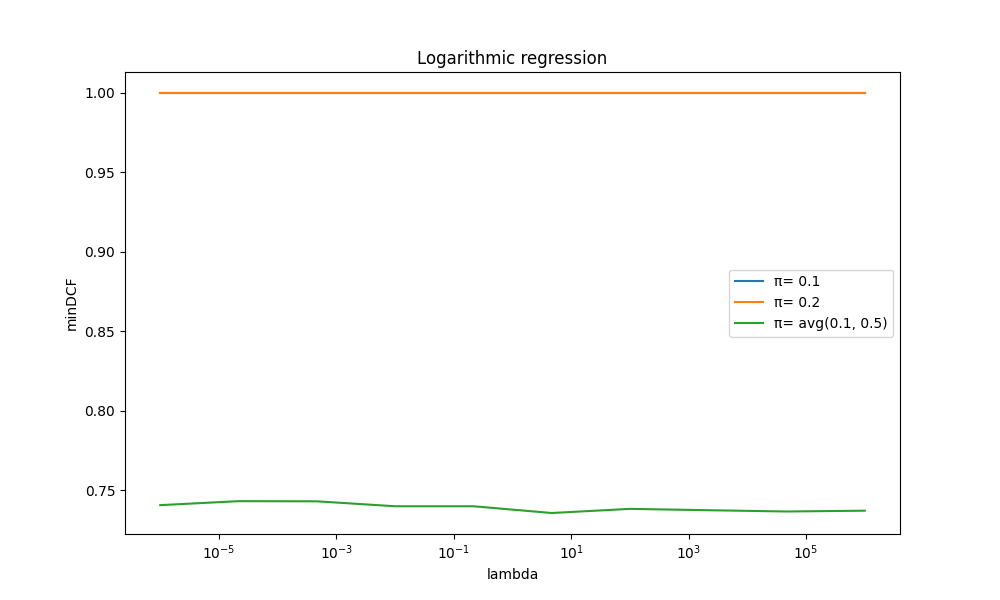 Logarithmic regression
1.00
0.95
0.90
0.85
0.80
0.75
minDCF
π= 0.1
π= 0.2
π= avg(0.1, 0.5)
10⁻⁵ 10⁻³ 10⁻¹ 10¹ 10³ 10⁵
lambda